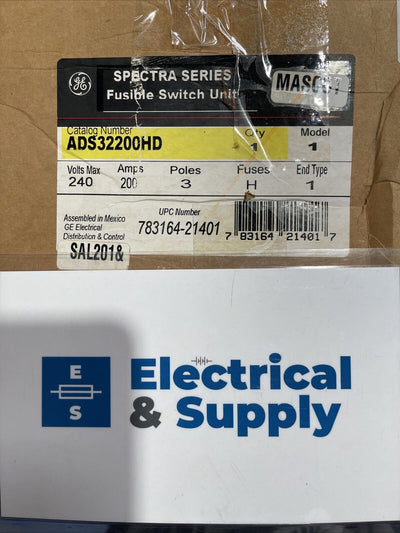 GE
SPECTRA SERIES
Fusible Switch Unit
Catalog Number Qty Model
ADS32200HD 1 1
Volts Max Amps Poles Fuses End Type
240 200 3 H 1
Assembled in Mexico
GE Electrical
Distribution & Control
UPC Number
783164-21401
7 83164 21401 7
SAL201&
E
S
Electrical
& Supply